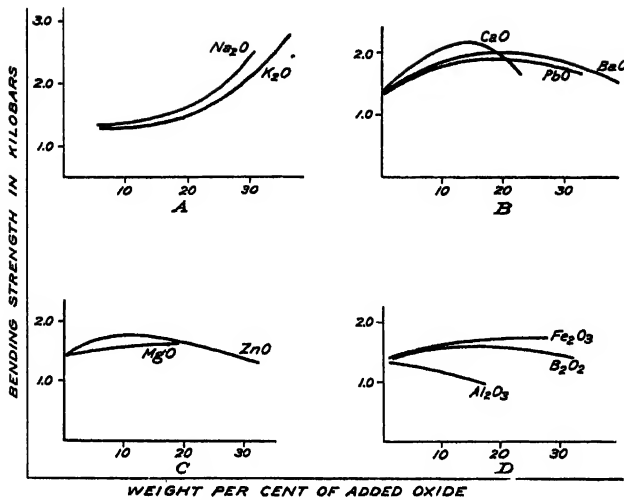 BENDING STRENGTH IN KILOBARS
3.0
2.0
1.0
Na2O
K2O
10 20 30
A
2.0
1.0
CaO
PbO
BaO
10 20 30
B
2.0
1.0
MgO
ZnO
10 20 30
C
2.0
1.0
Fe2O3
B2O2
Al2O3
10 20 30
D
WEIGHT PER CENT OF ADDED OXIDE